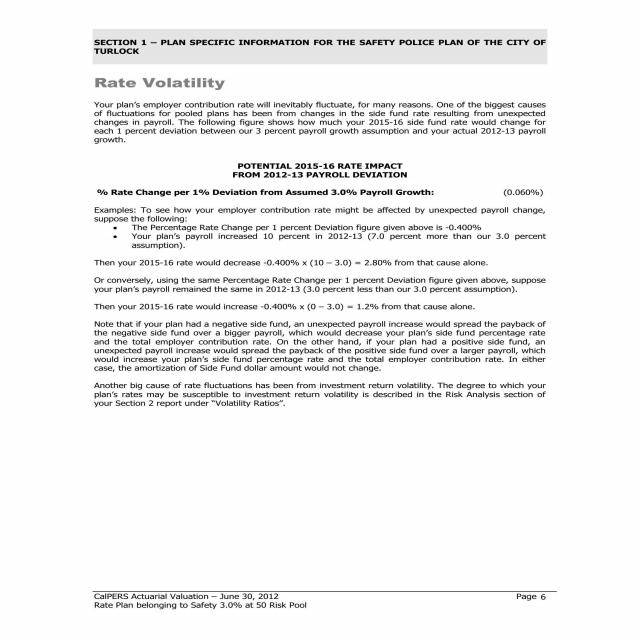 SECTION 1 – PLAN SPECIFIC INFORMATION FOR THE SAFETY POLICE PLAN OF THE CITY OF
TURLOCK
Rate Volatility
Your plan's employer contribution rate will inevitably fluctuate, for many reasons. One of the biggest causes
of fluctuations for pooled plans has been from changes in the side fund rate resulting from unexpected
changes in payroll. The following figure shows how much your 2015-16 side fund rate would change for
each 1 percent deviation between our 3 percent payroll growth assumption and your actual 2012-13 payroll
growth.
POTENTIAL 2015-16 RATE IMPACT
FROM 2012-13 PAYROLL DEVIATION
% Rate Change per 1% Deviation from Assumed 3.0% Payroll Growth: (0.060%)
Examples: To see how your employer contribution rate might be affected by unexpected payroll change,
suppose the following:
• The Percentage Rate Change per 1 percent Deviation figure given above is -0.400%
• Your plan's payroll increased 10 percent in 2012-13 (7.0 percent more than our 3.0 percent
assumption).
Then your 2015-16 rate would decrease -0.400% x (10 – 3.0) = 2.80% from that cause alone.
Or conversely, using the same Percentage Rate Change per 1 percent Deviation figure given above, suppose
your plan's payroll remained the same in 2012-13 (3.0 percent less than our 3.0 percent assumption).
Then your 2015-16 rate would increase -0.400% x (0 – 3.0) = 1.2% from that cause alone.
Note that if your plan had a negative side fund, an unexpected payroll increase would spread the payback of
the negative side fund over a bigger payroll, which would decrease your plan's side fund percentage rate
and the total employer contribution rate. On the other hand, if your plan had a positive side fund, an
unexpected payroll increase would spread the payback of the positive side fund over a larger payroll, which
would increase your plan's side fund percentage rate and the total employer contribution rate. In either
case, the amortization of Side Fund dollar amount would not change.
Another big cause of rate fluctuations has been from investment return volatility. The degree to which your
plan's rates may be susceptible to investment return volatility is described in the Risk Analysis section of
your Section 2 report under "Volatility Ratios".
CalPERS Actuarial Valuation – June 30, 2012 Page 6
Rate Plan belonging to Safety 3.0% at 50 Risk Pool